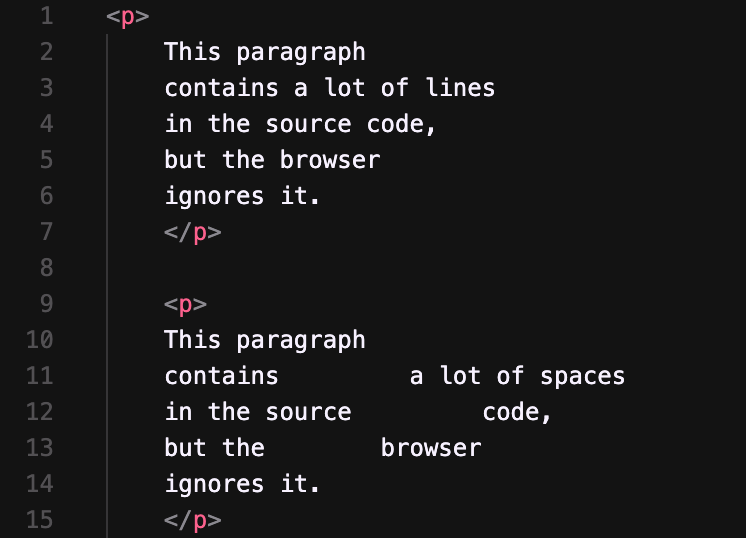 1 <p>
2 This paragraph
3 contains a lot of lines
4 in the source code,
5 but the browser
6 ignores it.
7 </p>
8
9 <p>
10 This paragraph
11 contains         a lot of spaces
12 in the source         code,
13 but the        browser
14 ignores it.
15 </p>